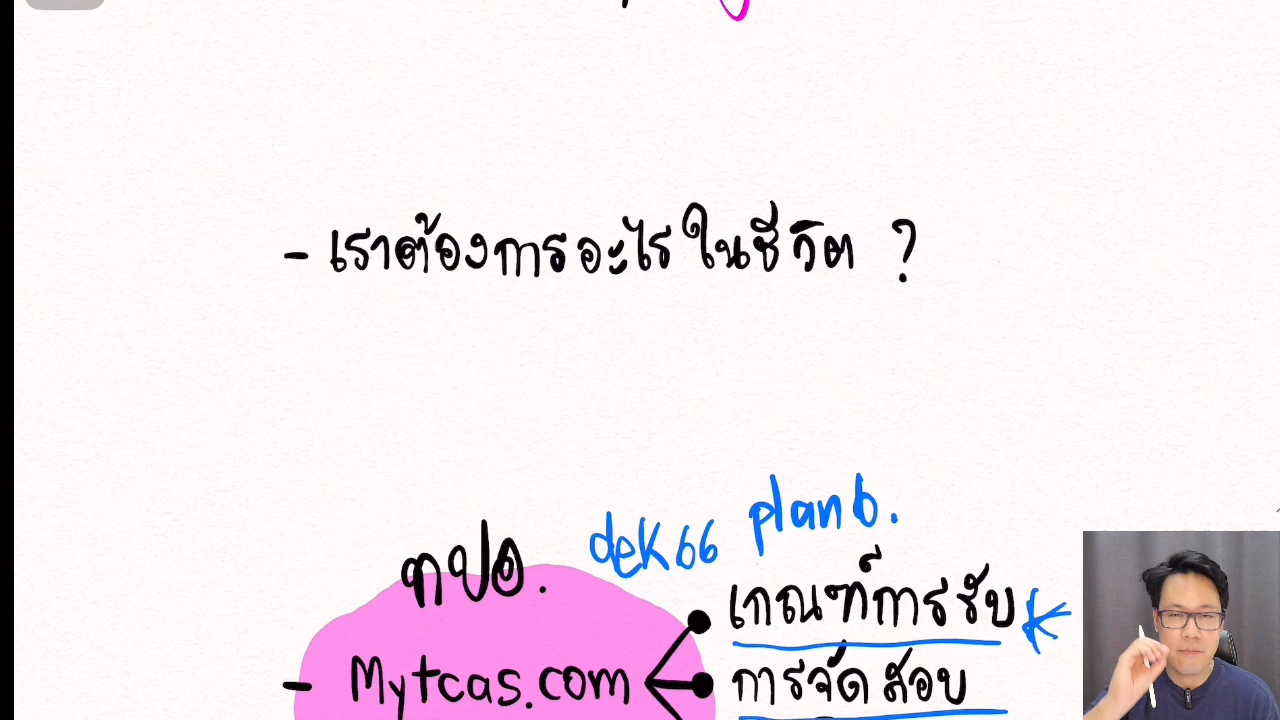 - เราต้องการอะไรในชีวิต ?
plan b.
dek 66
ทปอ.
เกณฑ์การรับ
- Mytcas.com
การจัดสอบ